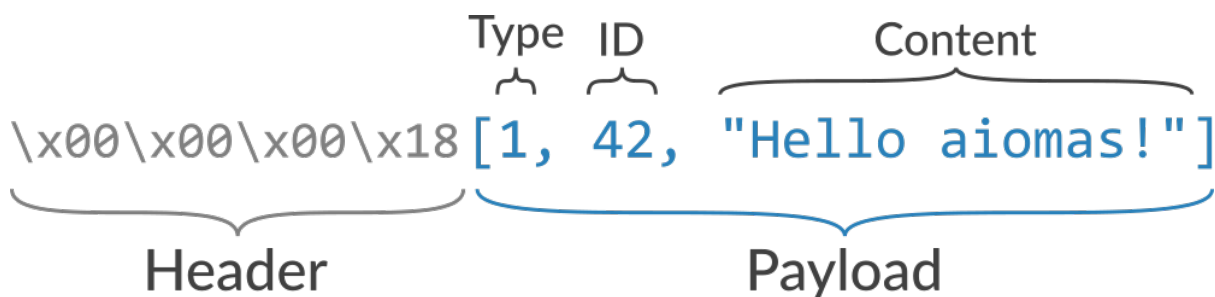 Type ID Content
\x00\x00\x00\x18[1, 42, "Hello aiomas!"]
Header Payload